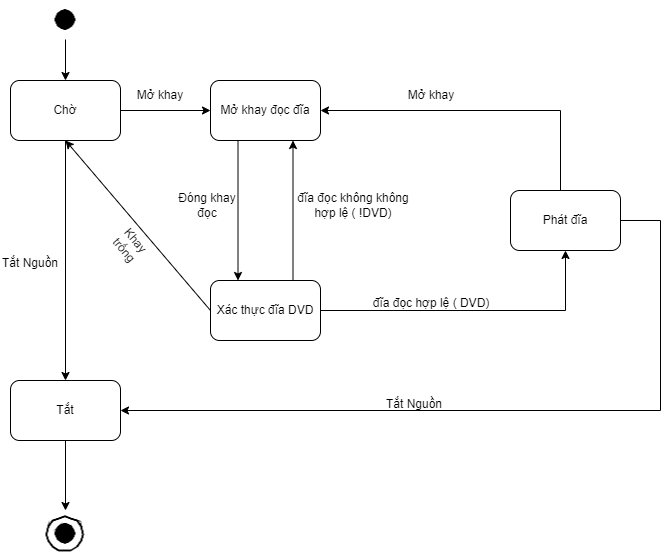 Chờ
Mở khay
Mở khay đọc đĩa
Mở khay
Đóng khay
đọc
đĩa đọc không không
hợp lệ ( !DVD)
Phát đĩa
Khay
trống
Tắt Nguồn
Xác thực đĩa DVD
đĩa đọc hợp lệ ( DVD)
Tắt
Tắt Nguồn